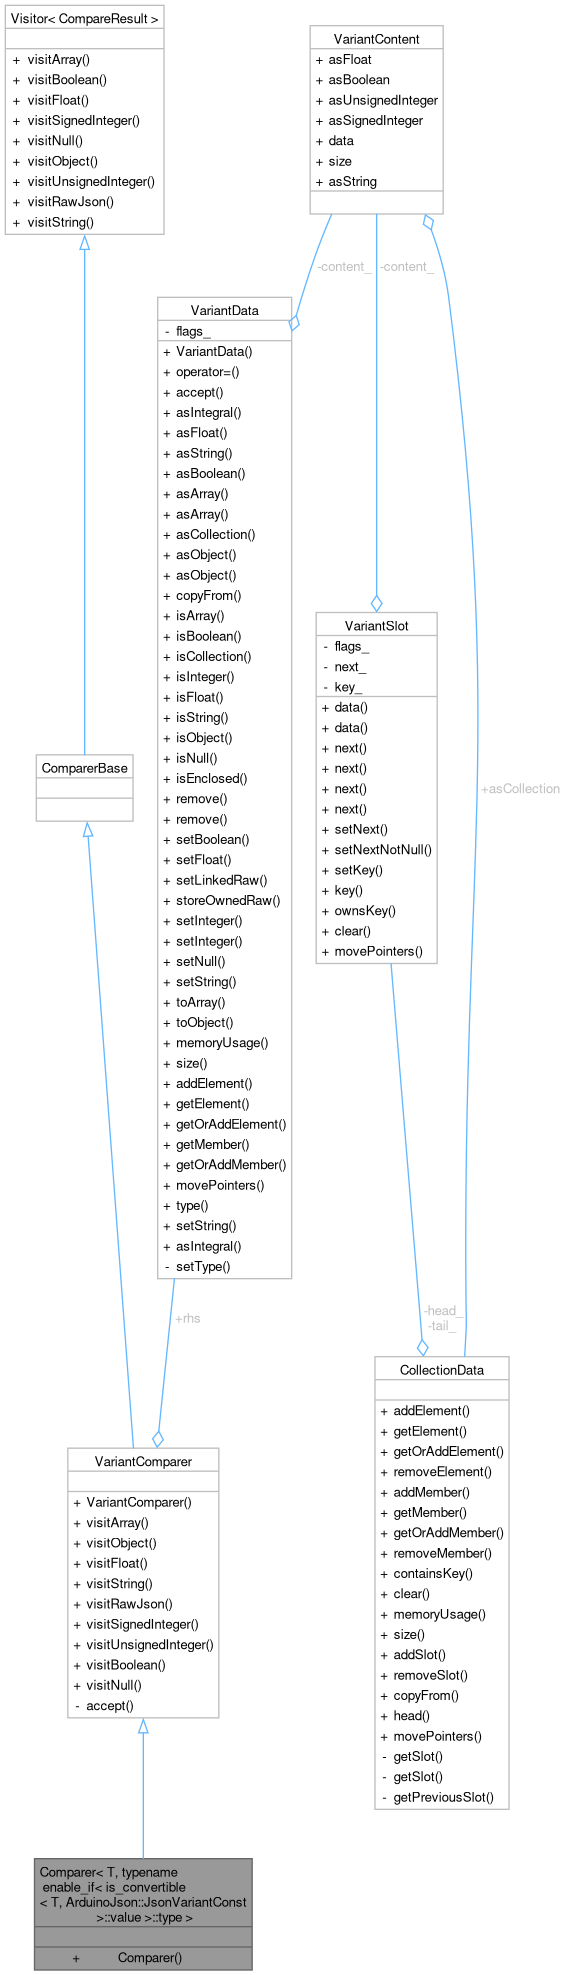 Visitor< CompareResult >
+ visitArray()
+ visitBoolean()
+ visitFloat()
+ visitSignedInteger()
+ visitNull()
+ visitObject()
+ visitUnsignedInteger()
+ visitRawJson()
+ visitString()
VariantContent
+ asFloat
+ asBoolean
+ asUnsignedInteger
+ asSignedInteger
+ data
+ size
+ asString
-content_
-content_
VariantData
- flags_
+ VariantData()
+ operator=()
+ accept()
+ asIntegral()
+ asFloat()
+ asString()
+ asBoolean()
+ asArray()
+ asArray()
+ asCollection()
+ asObject()
+ asObject()
+ copyFrom()
+ isArray()
+ isBoolean()
+ isCollection()
+ isInteger()
+ isFloat()
+ isString()
+ isObject()
+ isNull()
+ isEnclosed()
+ remove()
+ remove()
+ setBoolean()
+ setFloat()
+ setLinkedRaw()
+ storeOwnedRaw()
+ setInteger()
+ setInteger()
+ setNull()
+ setString()
+ toArray()
+ toObject()
+ memoryUsage()
+ size()
+ addElement()
+ getElement()
+ getOrAddElement()
+ getMember()
+ getOrAddMember()
+ movePointers()
+ type()
+ setString()
+ asIntegral()
- setType()
VariantSlot
- flags_
- next_
- key_
+ data()
+ data()
+ next()
+ next()
+ next()
+ next()
+ setNext()
+ setNextNotNull()
+ setKey()
+ key()
+ ownsKey()
+ clear()
+ movePointers()
+asCollection
ComparerBase
+rhs
-head_
-tail_
CollectionData
+ addElement()
+ getElement()
+ getOrAddElement()
+ removeElement()
+ addMember()
+ getMember()
+ getOrAddMember()
+ removeMember()
+ containsKey()
+ clear()
+ memoryUsage()
+ size()
+ addSlot()
+ removeSlot()
+ copyFrom()
+ head()
+ movePointers()
- getSlot()
- getSlot()
- getPreviousSlot()
VariantComparer
+ VariantComparer()
+ visitArray()
+ visitObject()
+ visitFloat()
+ visitString()
+ visitRawJson()
+ visitSignedInteger()
+ visitUnsignedInteger()
+ visitBoolean()
+ visitNull()
- accept()
Comparer< T, typename
enable_if< is_convertible
< T, ArduinoJson::JsonVariantConst
>::value >::type >
+ Comparer()